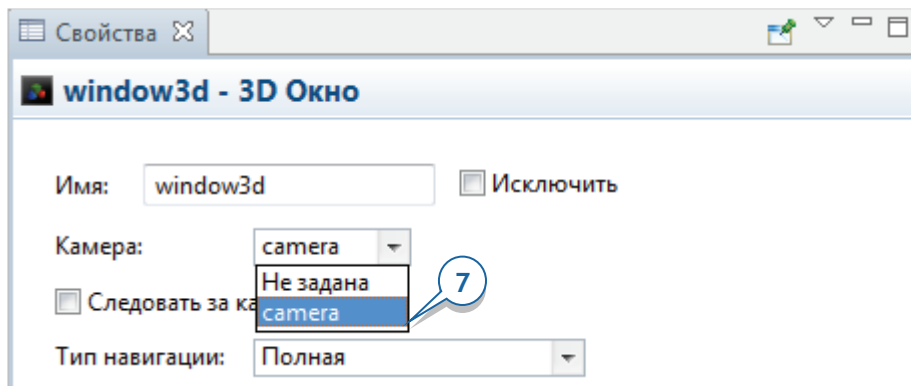 Свойства
window3d - 3D Окно
Имя: window3d Исключить
Камера: camera
Не задана
Следовать за ка
camera
7
Тип навигации: Полная